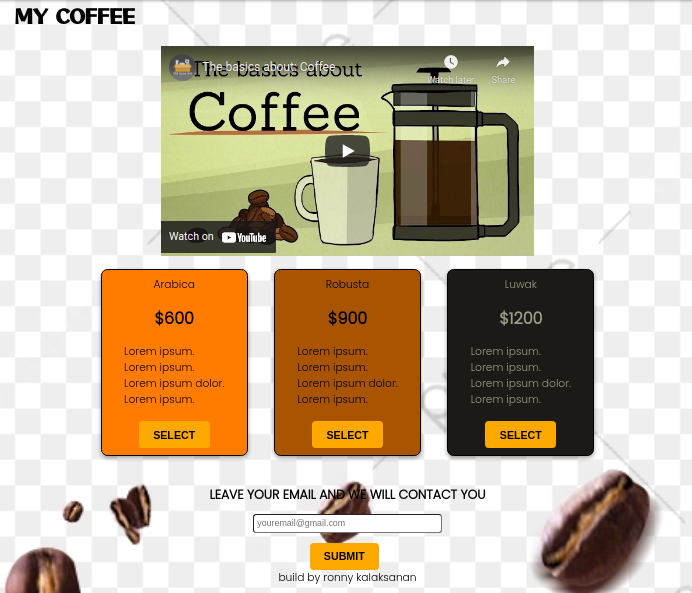 MY COFFEE
The basics about: Coffee
Watch later
Share
The basics about
Coffee
Watch on YouTube
Arabica
$600
Lorem ipsum.
Lorem ipsum.
Lorem ipsum dolor.
Lorem ipsum.
SELECT
Robusta
$900
Lorem ipsum.
Lorem ipsum.
Lorem ipsum dolor.
Lorem ipsum.
SELECT
Luwak
$1200
Lorem ipsum.
Lorem ipsum.
Lorem ipsum dolor.
Lorem ipsum.
SELECT
LEAVE YOUR EMAIL AND WE WILL CONTACT YOU
youremail@gmail.com
SUBMIT
build by ronny kalaksanan